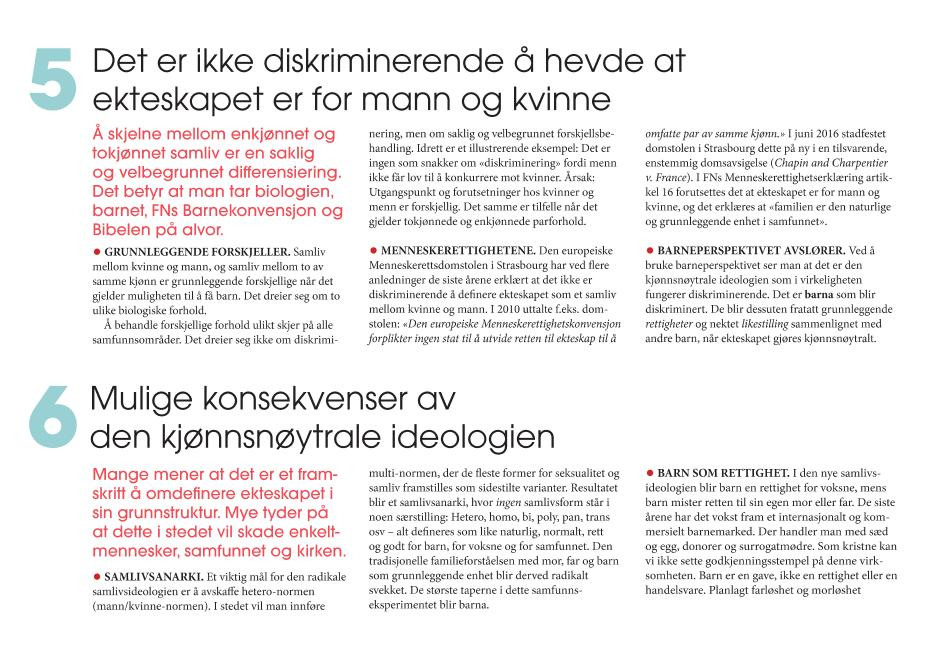 5
Det er ikke diskriminerende å hevde at
ekteskapet er for mann og kvinne
Å skjelne mellom enkjønnet og
tokjønnet samliv er en saklig
og velbegrunnet differensiering.
Det betyr at man tar biologien,
barnet, FNs Barnekonvensjon og
Bibelen på alvor.
● GRUNNLEGGENDE FORSKJELLER. Samliv
mellom kvinne og mann, og samliv mellom to av
samme kjønn er grunnleggende forskjellige når det
gjelder muligheten til å få barn. Det dreier seg om to
ulike biologiske forhold.
Å behandle forskjellige forhold ulikt skjer på alle
samfunnsområder. Det dreier seg ikke om diskrimi-
nering, men om saklig og velbegrunnet forskjellsbe-
handling. Idrett er et illustrerende eksempel: Det er
ingen som snakker om «diskriminering» fordi menn
ikke får lov til å konkurrere mot kvinner. Årsak:
Utgangspunkt og forutsetninger hos kvinner og
menn er forskjellig. Det samme er tilfelle når det
gjelder tokjønnede og enkjønnede parforhold.
● MENNESKERETTIGHETENE. Den europeiske
Menneskerettsdomstolen i Strasbourg har ved flere
anledninger de siste årene erklært at det ikke er
diskriminerende å definere ekteskapet som et samliv
mellom kvinne og mann. I 2010 uttalte f.eks. dom-
stolen: «Den europeiske Menneskerettighetskonvensjon
forplikter ingen stat til å utvide retten til ekteskap til å
omfatte par av samme kjønn.» I juni 2016 stadfestet
domstolen i Strasbourg dette på ny i en tilsvarende,
enstemmig domsavsigelse (Chapin and Charpentier
v. France). I FNs Menneskerettighetserklæring artik-
kel 16 forutsettes det at ekteskapet er for mann og
kvinne, og det erklæres at «familien er den naturlige
og grunnleggende enhet i samfunnet».
● BARNEPERSPEKTIVET AVSLØRER. Ved å
bruke barneperspektivet ser man at det er den
kjønnsnøytrale ideologien som i virkeligheten
fungerer diskriminerende. Det er barna som blir
diskriminert. De blir dessuten fratatt grunnleggende
rettigheter og nektet likestilling sammenlignet med
andre barn, når ekteskapet gjøres kjønnsnøytralt.
6
Mulige konsekvenser av
den kjønnsnøytrale ideologien
Mange mener at det er et fram-
skritt å omdefinere ekteskapet i
sin grunnstruktur. Mye tyder på
at dette i stedet vil skade enkelt-
mennesker, samfunnet og kirken.
● SAMLIVSANARKI. Et viktig mål for den radikale
samlivsideologien er å avskaffe hetero-normen
(mann/kvinne-normen). I stedet vil man innføre
multi-normen, der de fleste former for seksualitet og
samliv framstilles som sidestilte varianter. Resultatet
blir et samlivsanarki, hvor ingen samlivsform står i
noen særstilling: Hetero, homo, bi, poly, pan, trans
osv – alt defineres som like naturlig, normalt, rett
og godt for barn, for voksne og for samfunnet. Den
tradisjonelle familieforståelsen med mor, far og barn
som grunnleggende enhet blir derved radikalt
svekket. De største taperne i dette samfunns-
eksperimentet blir barna.
● BARN SOM RETTIGHET. I den nye samlivs-
ideologien blir barn en rettighet for voksne, mens
barn mister retten til sin egen mor eller far. De siste
årene har det vokst fram et internasjonalt og kom-
mersielt barnemarked. Der handler man med sæd
og egg, donorer og surrogatmødre. Som kristne kan
vi ikke sette godkjenningsstempel på denne virk-
somheten. Barn er en gave, ikke en rettighet eller en
handelsvare. Planlagt farløshet og morløshet